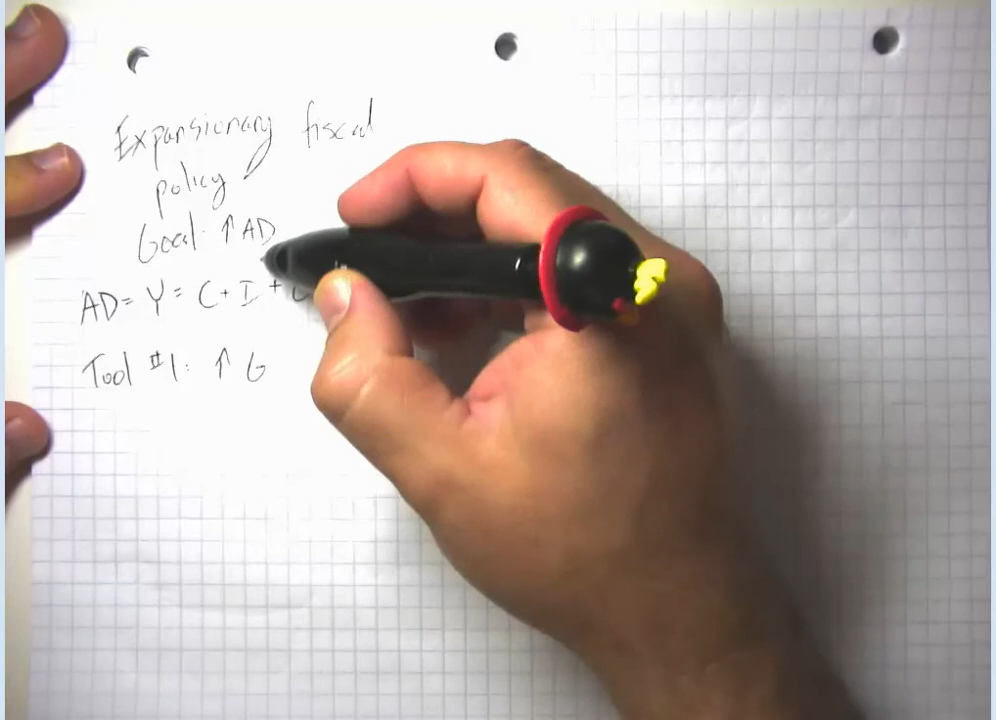 Expansionary fiscal
policy
Goal: ↑ AD
AD = Y = C + I +
Tool #1: ↑ G